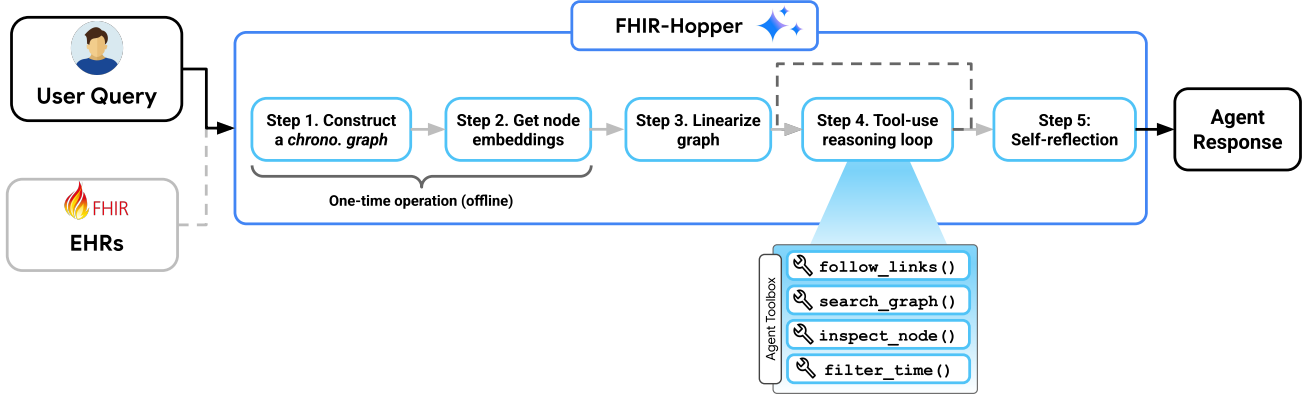 FHIR-Hopper
User Query
FHIR
EHRs
Step 1. Construct
a chrono. graph
Step 2. Get node
embeddings
Step 3. Linearize
graph
Step 4. Tool-use
reasoning loop
Step 5:
Self-reflection
One-time operation (offline)
Agent
Response
Agent Toolbox
follow_links()
search_graph()
inspect_node()
filter_time()